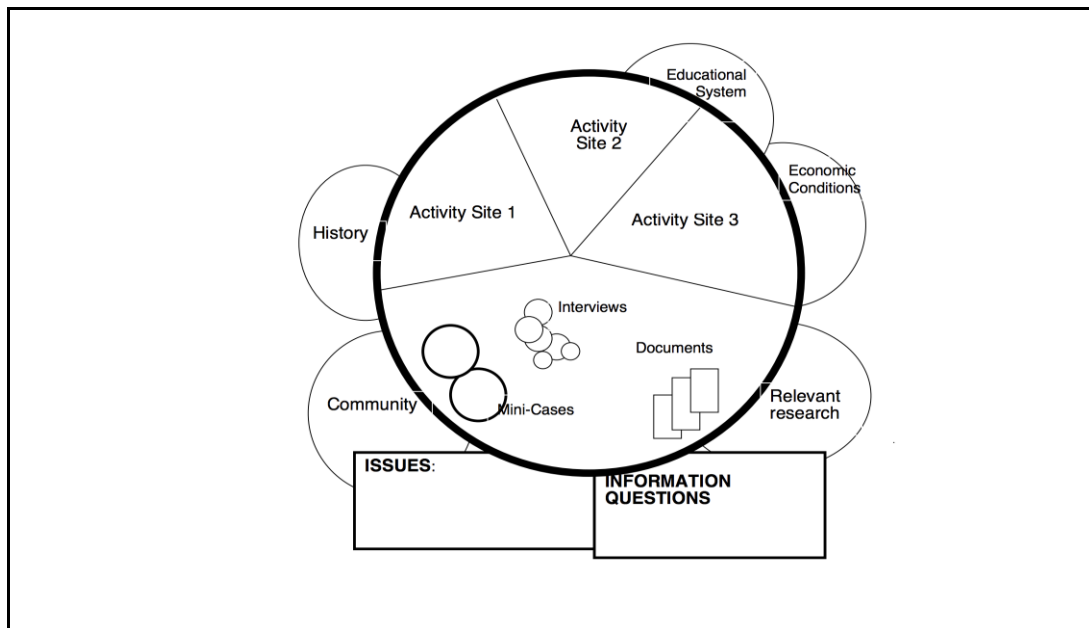 Educational
System
Activity
Site 2
Economic
Conditions
Activity Site 1
Activity Site 3
History
Interviews
Documents
Community
Mini-Cases
Relevant
research
ISSUES:
INFORMATION
QUESTIONS